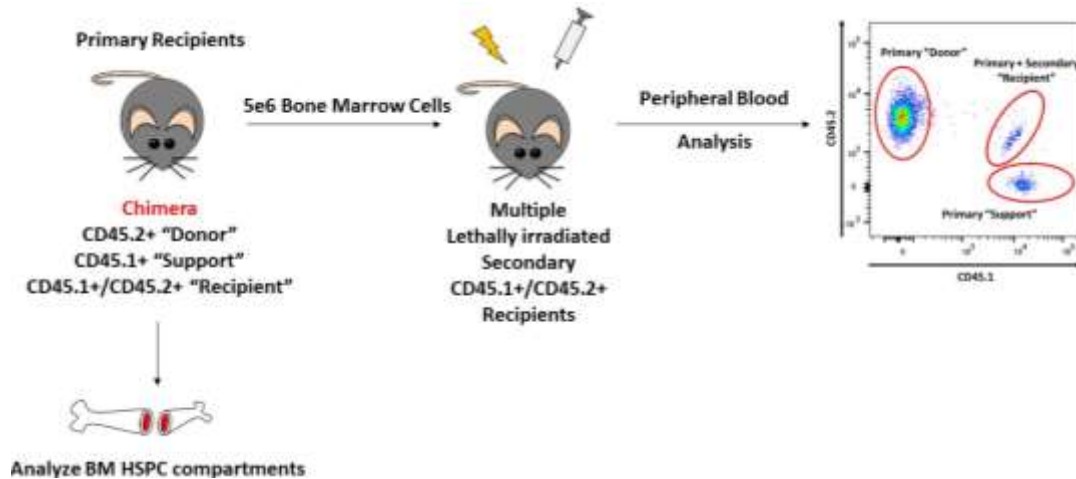 Primary Recipients
5e6 Bone Marrow Cells
Chimera
CD45.2+ “Donor”
CD45.1+ “Support”
CD45.1+/CD45.2+ “Recipient”
Analyze BM HSPC compartments
Multiple
Lethally irradiated
Secondary
CD45.1+/CD45.2+
Recipients
Peripheral Blood
Analysis
Primary “Donor”
Primary + Secondary
“Recipient”
Primary “Support”
CD45.2
CD45.1